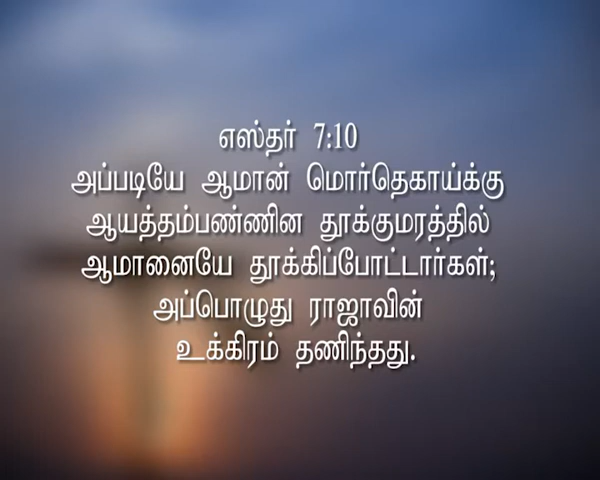 எஸ்தர் 7:10
அப்படியே ஆமான் மொர்தெகாய்க்கு
ஆயத்தம்பண்ணின தூக்குமரத்தில்
ஆமானையே தூக்கிப்போட்டார்கள்;
அப்பொழுது ராஜாவின்
உக்கிரம் தணிந்தது.